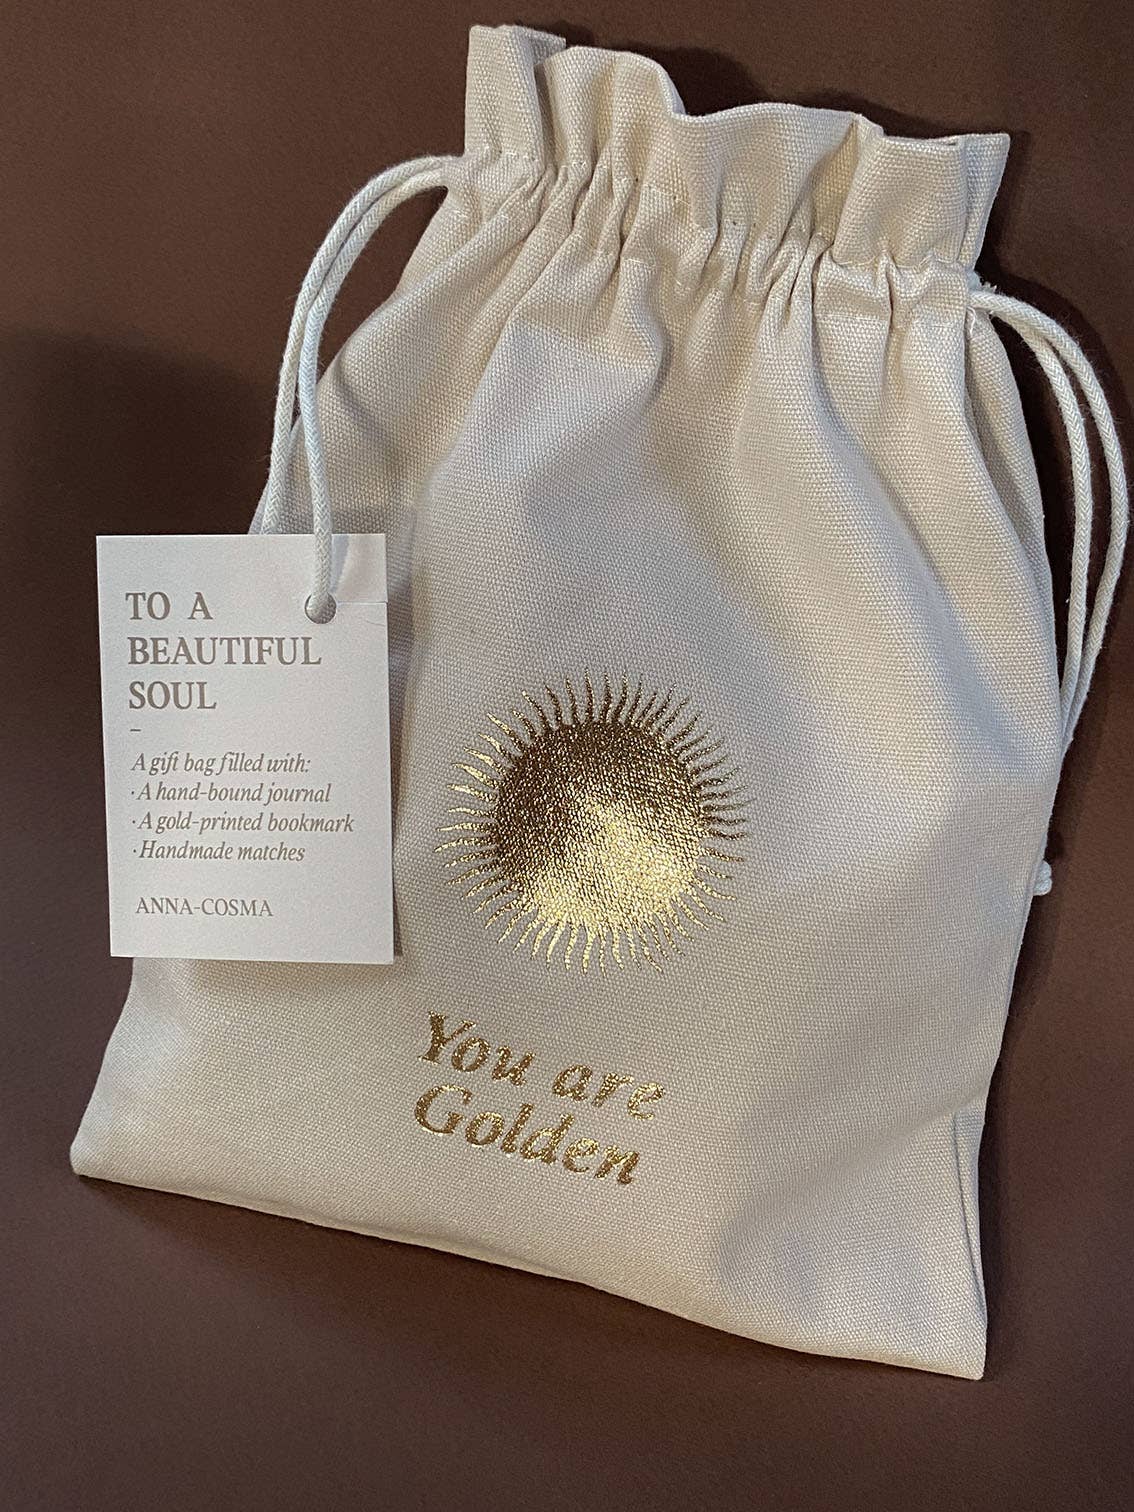 TO A
BEAUTIFUL
SOUL
–
A gift bag filled with:
· A hand-bound journal
· A gold-printed bookmark
· Handmade matches
ANNA-COSMA
You are
Golden